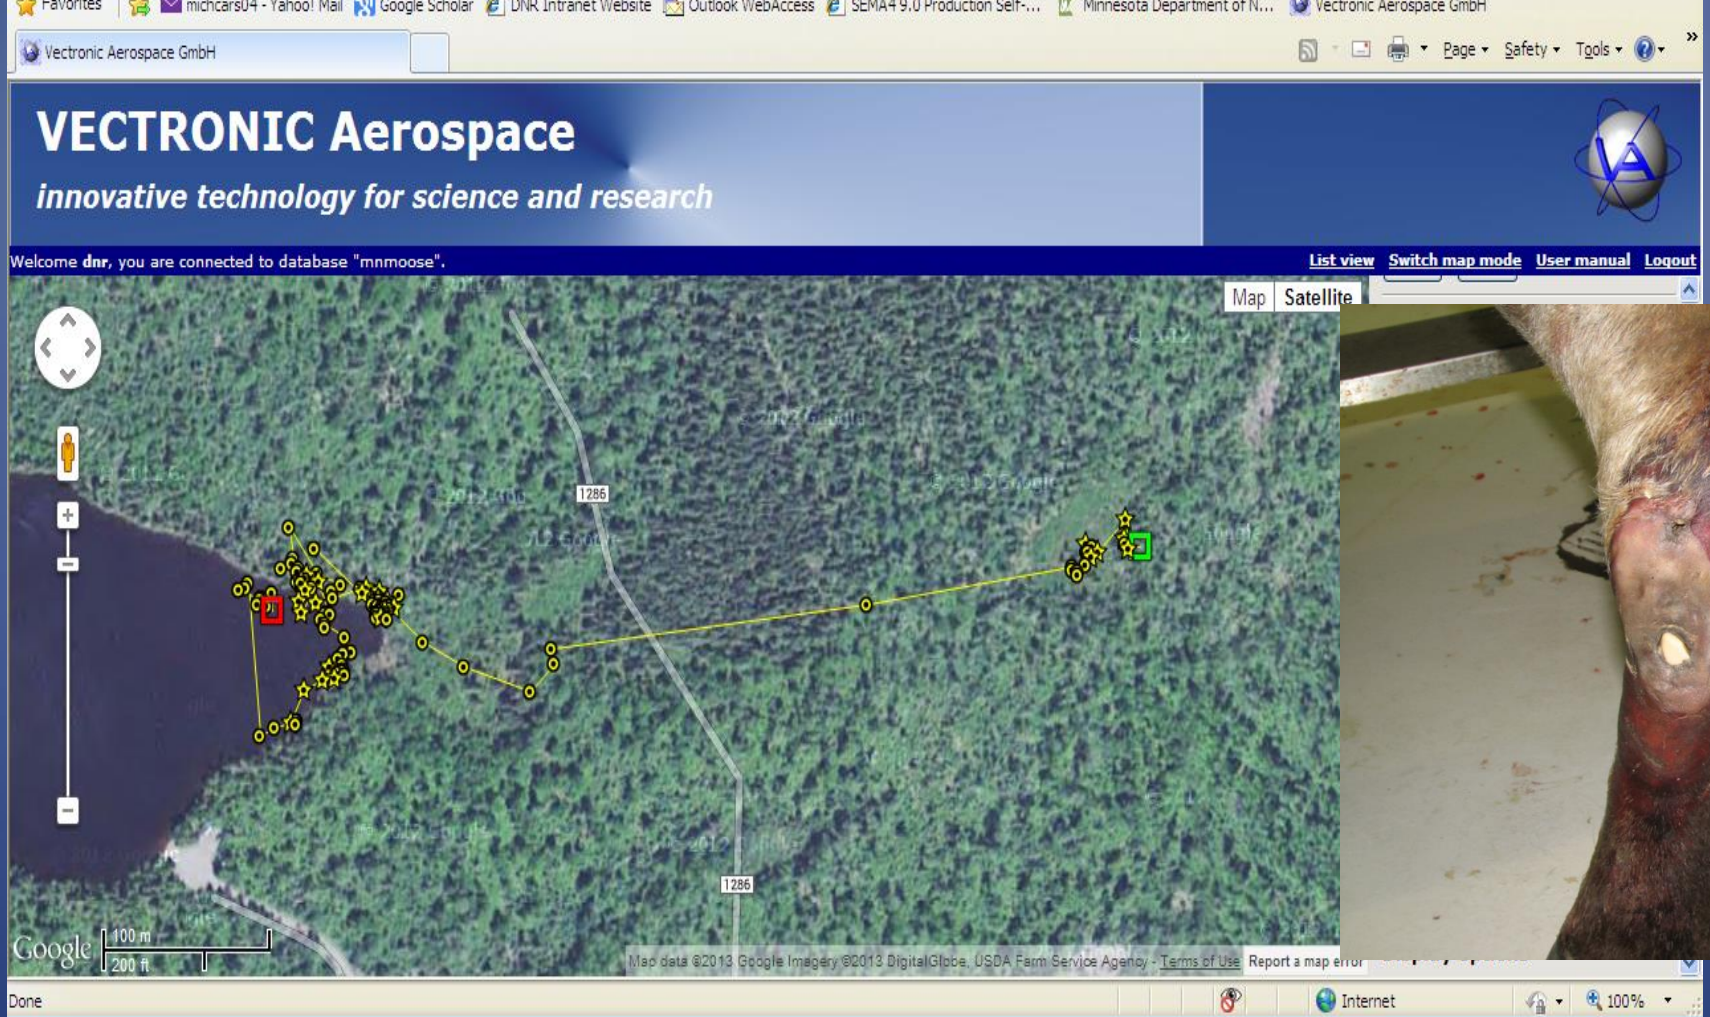 Favorites michcars04 - Yahoo! Mail Google Scholar DNR Intranet Website Outlook WebAccess SEMA4 9.0 Production Self-... Minnesota Department of N... Vectronic Aerospace GmbH
Vectronic Aerospace GmbH Page Safety Tools
VECTRONIC Aerospace
innovative technology for science and research
VA
Welcome dnr, you are connected to database "mnmoose". List view Switch map mode User manual Logout
Map Satellite
1286
1286
100 m
200 ft
Google
Map data ©2013 Google Imagery ©2013 DigitalGlobe, USDA Farm Service Agency - Terms of Use Report a map error
Done Internet 100%